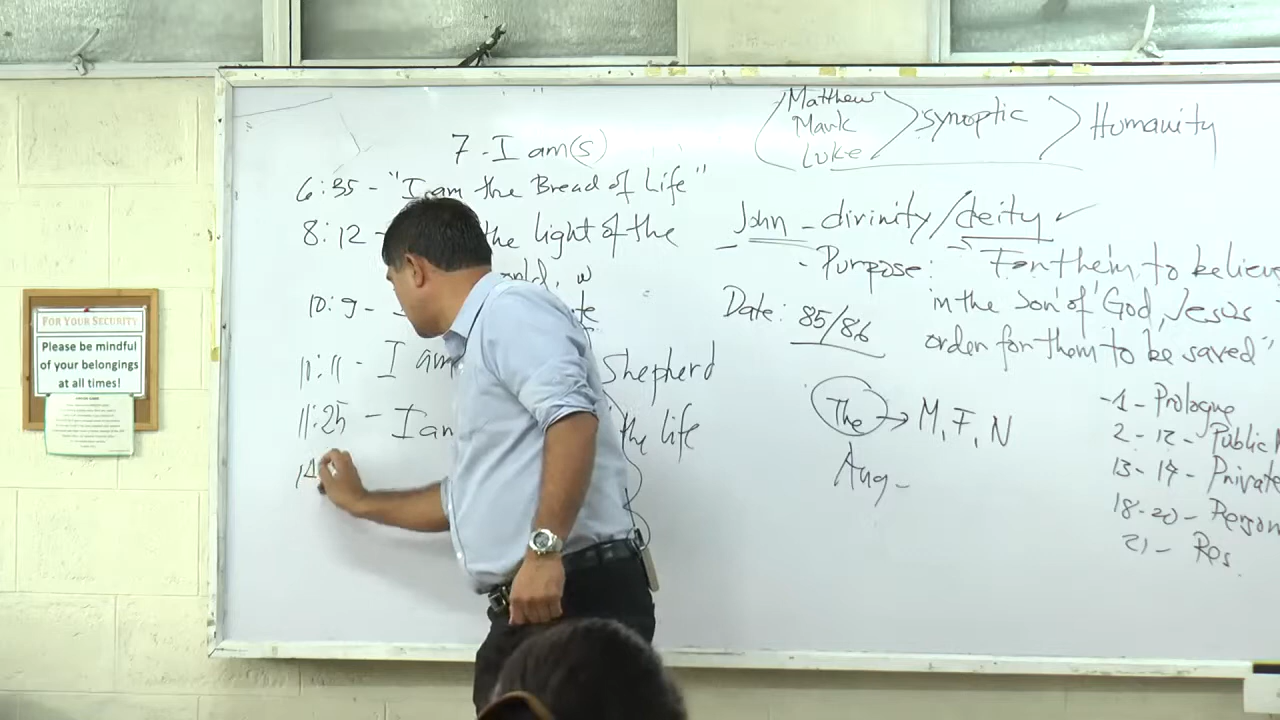 7 - I am(s)
6:35 - "I am the Bread of Life"
8:12 - the light of the
10:9 -
11:11 - I am Shepherd
11:25 - I am the life
14
Matthew
Mark
Luke
synoptic
Humanity
John - divinity/deity ✓
- Purpose: "For them to believe
in the Son of God, Jesus
order for them to be saved"
Date: 85/86
The → M, F, N
Aug -
- 1 - Prologue
2 - 12 - Public
13 - 17 - Private
18-20 - Person
21 - Res.
FOR YOUR SECURITY
Please be mindful
of your belongings
at all times!